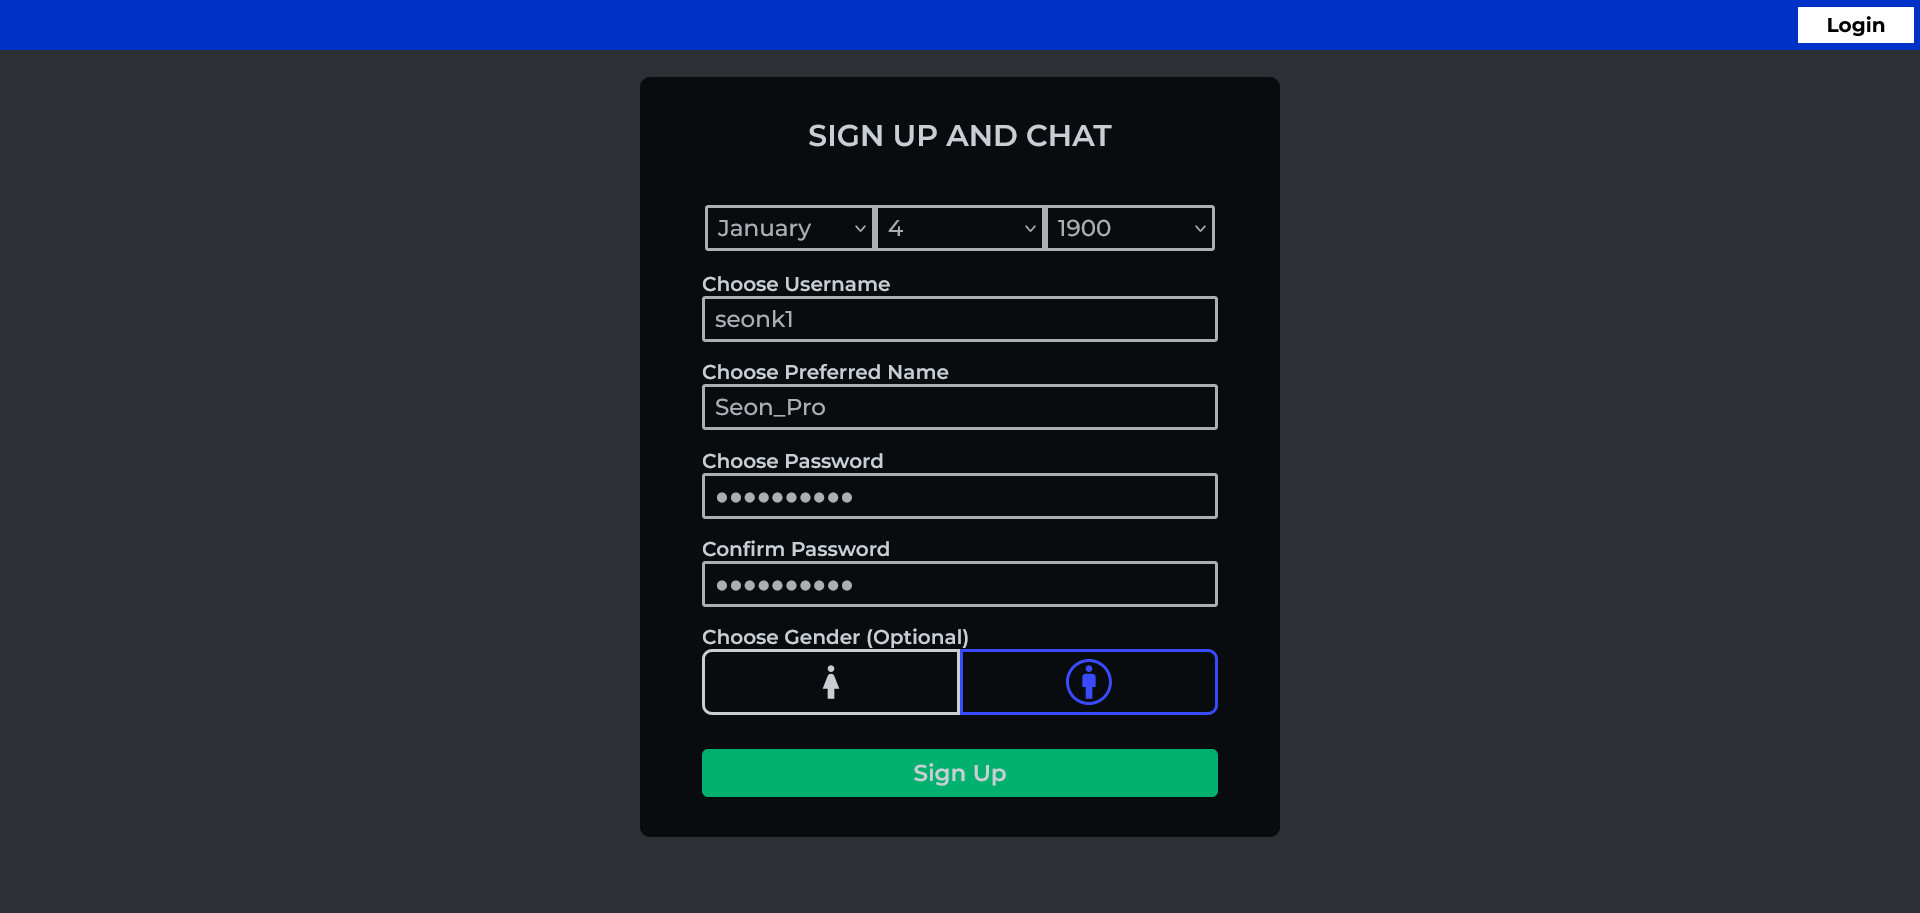 Login
SIGN UP AND CHAT
January 4 1900
Choose Username
seonk1
Choose Preferred Name
Seon_Pro
Choose Password
●●●●●●●●●●
Confirm Password
●●●●●●●●●●
Choose Gender (Optional)
Sign Up